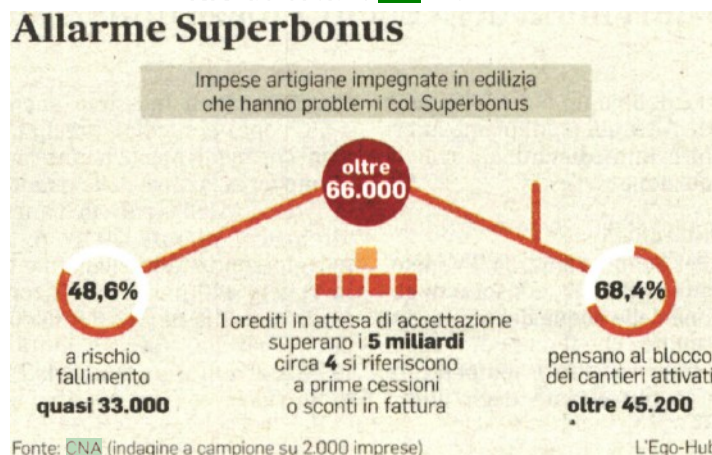 Allarme Superbonus
Impese artigiane impegnate in edilizia
che hanno problemi col Superbonus
oltre
66.000
48,6%
a rischio
fallimento
quasi 33.000
I crediti in attesa di accettazione
superano i 5 miliardi
circa 4 si riferiscono
a prime cessioni
o sconti in fattura
68,4%
pensano al blocco
dei cantieri attivati
oltre 45.200
Fonte: CNA (indagine a campione su 2.000 imprese)
L'Ego-Hub